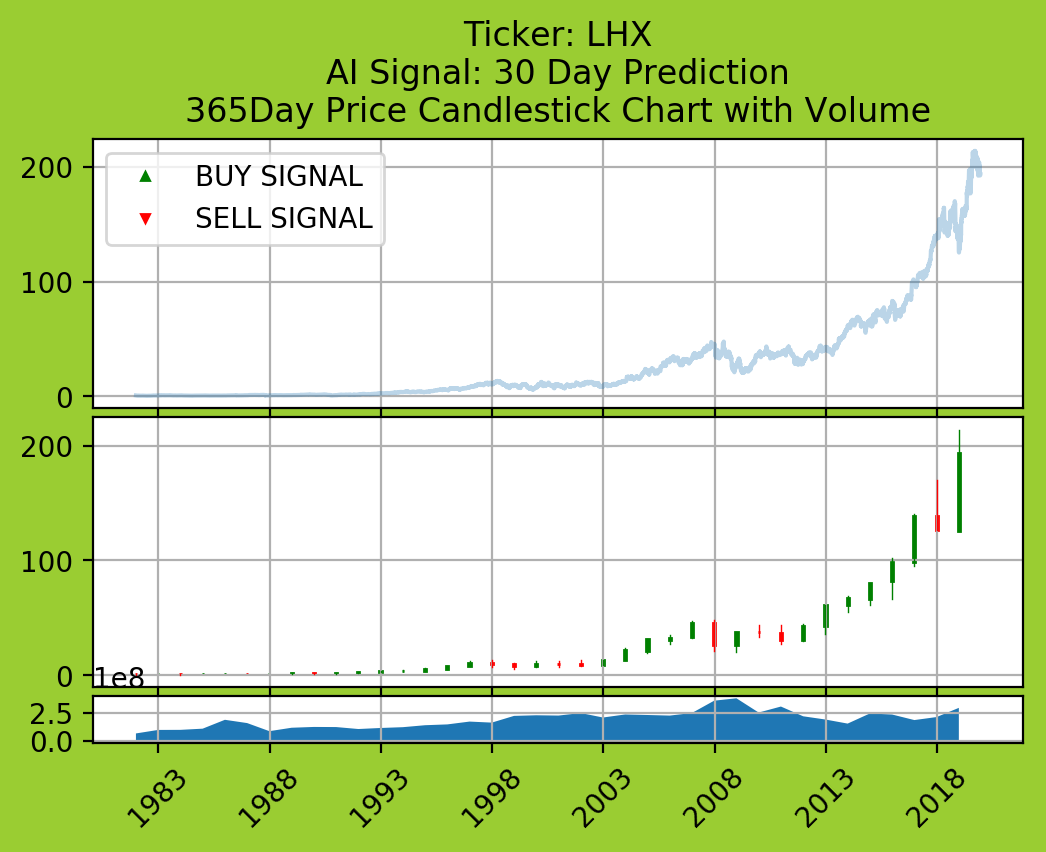 Ticker: LHX
AI Signal: 30 Day Prediction
365Day Price Candlestick Chart with Volume
BUY SIGNAL
SELL SIGNAL
200
100
0
200
100
0
1e8
2.5
0.0
1983
1988
1993
1998
2003
2008
2013
2018